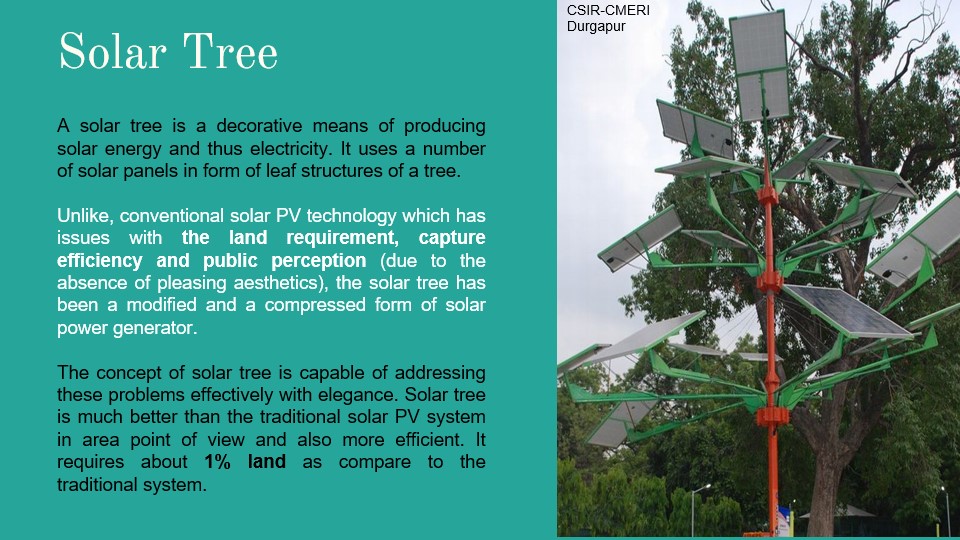 CSIR-CMERI
Durgapur
Solar Tree
A solar tree is a decorative means of producing
solar energy and thus electricity. It uses a number
of solar panels in form of leaf structures of a tree.
Unlike, conventional solar PV technology which has
issues with the land requirement, capture
efficiency and public perception (due to the
absence of pleasing aesthetics), the solar tree has
been a modified and a compressed form of solar
power generator.
The concept of solar tree is capable of addressing
these problems effectively with elegance. Solar tree
is much better than the traditional solar PV system
in area point of view and also more efficient. It
requires about 1% land as compare to the
traditional system.